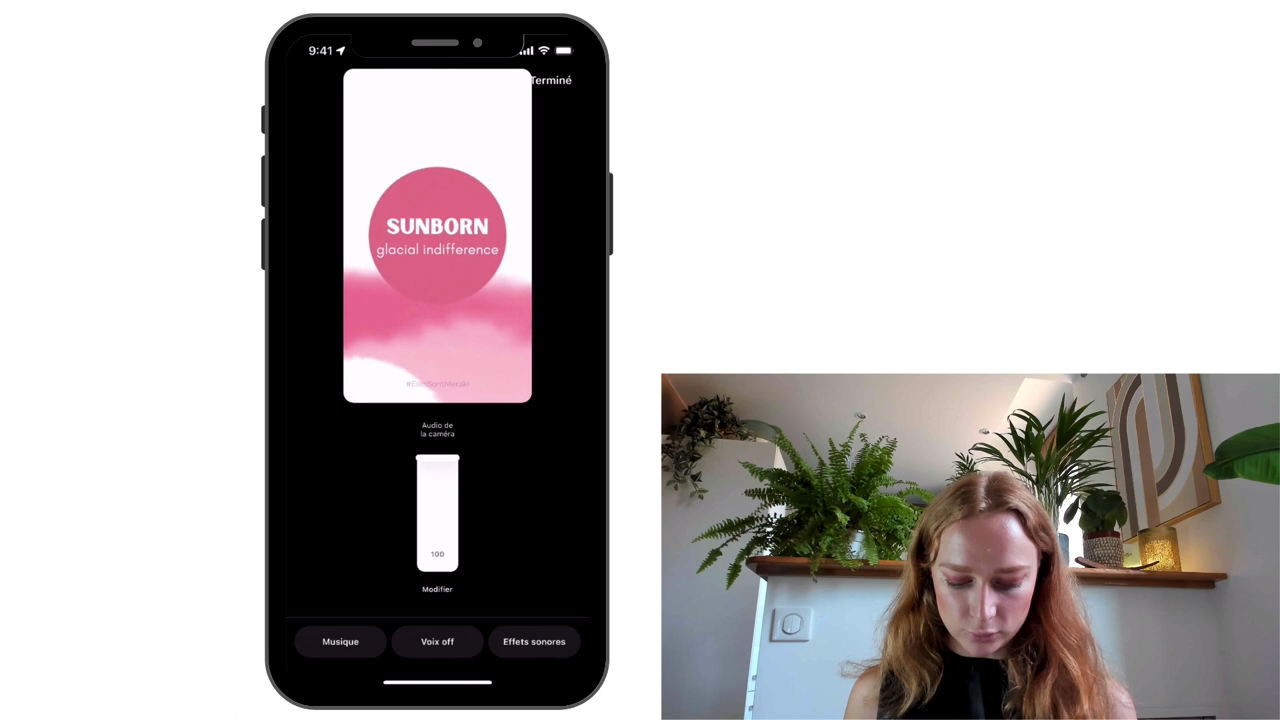 9:41
Terminé
SUNBORN
glacial indifference
Audio de
la caméra
100
Modifier
Musique
Voix off
Effets sonores